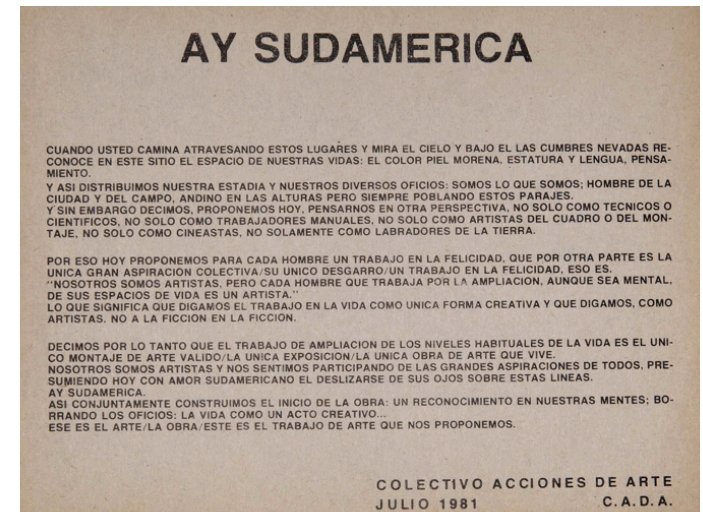 AY SUDAMERICA
CUANDO USTED CAMINA ATRAVESANDO ESTOS LUGARES Y MIRA EL CIELO Y BAJO EL LAS CUMBRES NEVADAS RE-
CONOCE EN ESTE SITIO EL ESPACIO DE NUESTRAS VIDAS: EL COLOR PIEL MORENA. ESTATURA Y LENGUA, PENSA-
MIENTO.
Y ASI DISTRIBUIMOS NUESTRA ESTADIA Y NUESTROS DIVERSOS OFICIOS: SOMOS LO QUE SOMOS; HOMBRE DE LA
CIUDAD Y DEL CAMPO, ANDINO EN LAS ALTURAS PERO SIEMPRE POBLANDO ESTOS PARAJES.
Y SIN EMBARGO DECIMOS, PROPONEMOS HOY, PENSARNOS EN OTRA PERSPECTIVA, NO SOLO COMO TECNICOS O
CIENTIFICOS, NO SOLO COMO TRABAJADORES MANUALES, NO SOLO COMO ARTISTAS DEL CUADRO O DEL MON-
TAJE, NO SOLO COMO CINEASTAS, NO SOLAMENTE COMO LABRADORES DE LA TIERRA.
POR ESO HOY PROPONEMOS PARA CADA HOMBRE UN TRABAJO EN LA FELICIDAD, QUE POR OTRA PARTE ES LA
UNICA GRAN ASPIRACION COLECTIVA/SU UNICO DESGARRO/UN TRABAJO EN LA FELICIDAD, ESO ES.
"NOSOTROS SOMOS ARTISTAS, PERO CADA HOMBRE QUE TRABAJA POR LA AMPLIACION, AUNQUE SEA MENTAL,
DE SUS ESPACIOS DE VIDA ES UN ARTISTA."
LO QUE SIGNIFICA QUE DIGAMOS EL TRABAJO EN LA VIDA COMO UNICA FORMA CREATIVA Y QUE DIGAMOS, COMO
ARTISTAS. NO A LA FICCION EN LA FICCION.
DECIMOS POR LO TANTO QUE EL TRABAJO DE AMPLIACION DE LOS NIVELES HABITUALES DE LA VIDA ES EL UNI-
CO MONTAJE DE ARTE VALIDO/LA UNICA EXPOSICION/LA UNICA OBRA DE ARTE QUE VIVE.
NOSOTROS SOMOS ARTISTAS Y NOS SENTIMOS PARTICIPANDO DE LAS GRANDES ASPIRACIONES DE TODOS, PRE-
SUMIENDO HOY CON AMOR SUDAMERICANO EL DESLIZARSE DE SUS OJOS SOBRE ESTAS LINEAS.
AY SUDAMERICA.
ASI CONJUNTAMENTE CONSTRUIMOS EL INICIO DE LA OBRA: UN RECONOCIMIENTO EN NUESTRAS MENTES; BO-
RRANDO LOS OFICIOS: LA VIDA COMO UN ACTO CREATIVO...
ESE ES EL ARTE/LA OBRA/ESTE ES EL TRABAJO DE ARTE QUE NOS PROPONEMOS.
COLECTIVO ACCIONES DE ARTE
JULIO 1981 C.A.D.A.